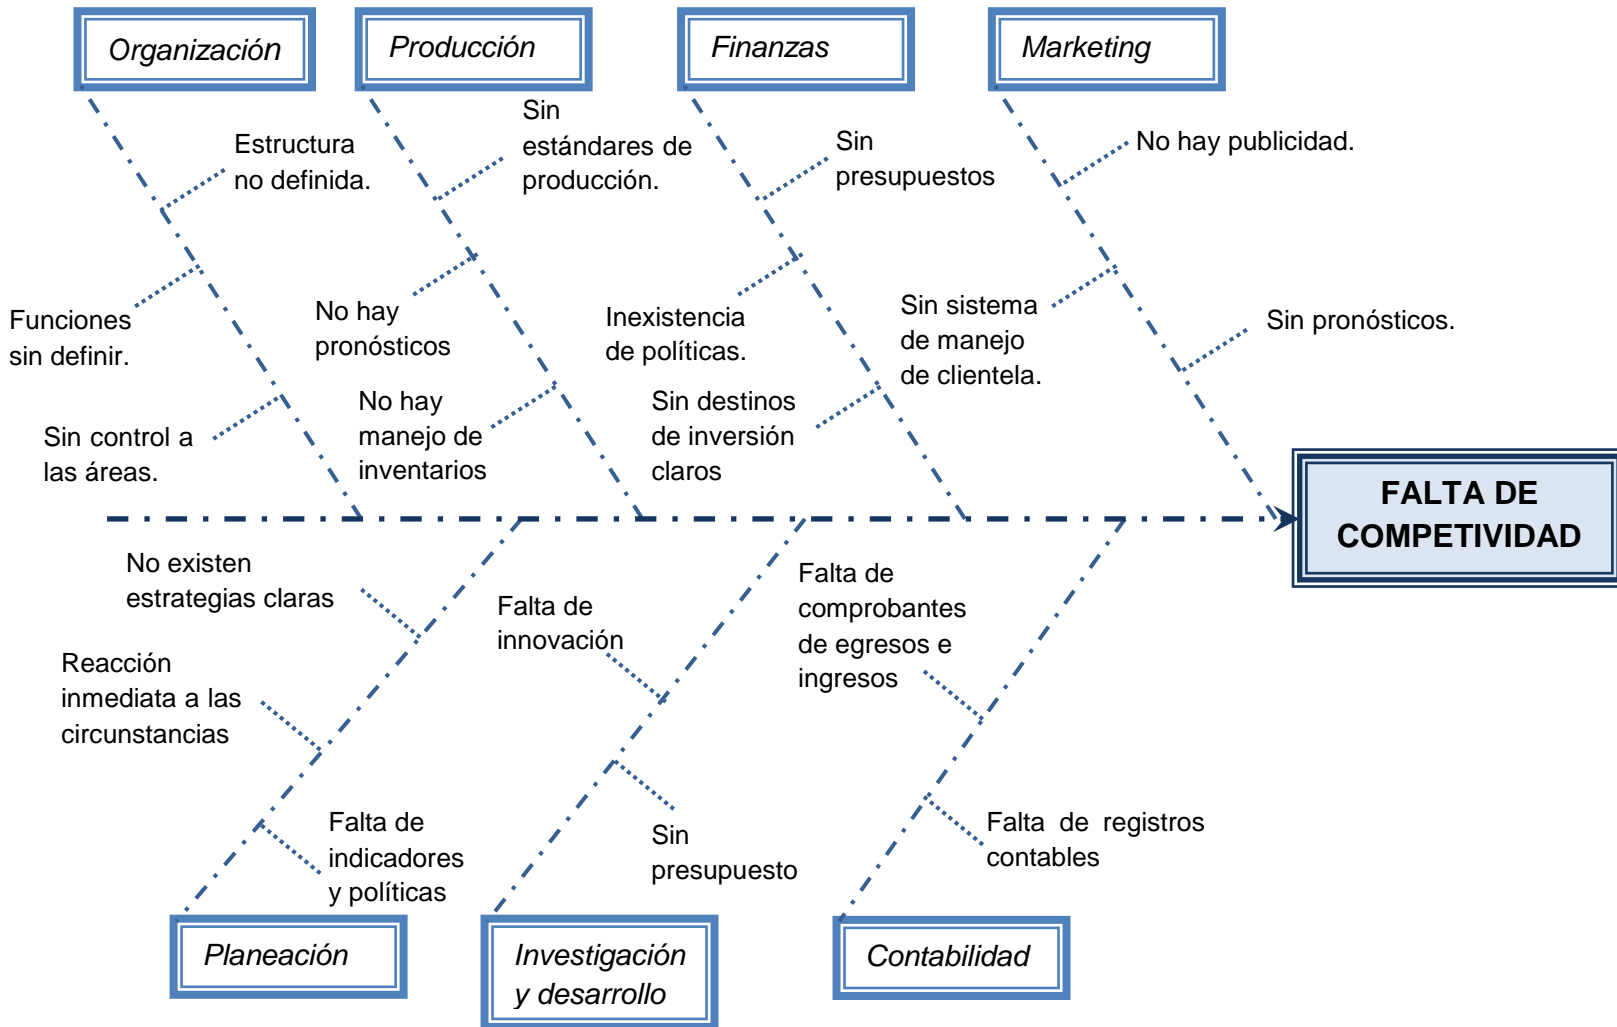 Organización
Producción
Finanzas
Marketing
Estructura
no definida.
Sin
estándares de
producción.
Sin
presupuestos
No hay publicidad.
Funciones
sin definir.
No hay
pronósticos
Inexistencia
de políticas.
Sin sistema
de manejo
de clientela.
Sin pronósticos.
Sin control a
las áreas.
No hay
manejo de
inventarios
Sin destinos
de inversión
claros
FALTA DE
COMPETIVIDAD
No existen
estrategias claras
Falta de
innovación
Falta de
comprobantes
de egresos e
ingresos
Reacción
inmediata a las
circunstancias
Falta de
indicadores
y políticas
Sin
presupuesto
Falta de registros
contables
Planeación
Investigación
y desarrollo
Contabilidad